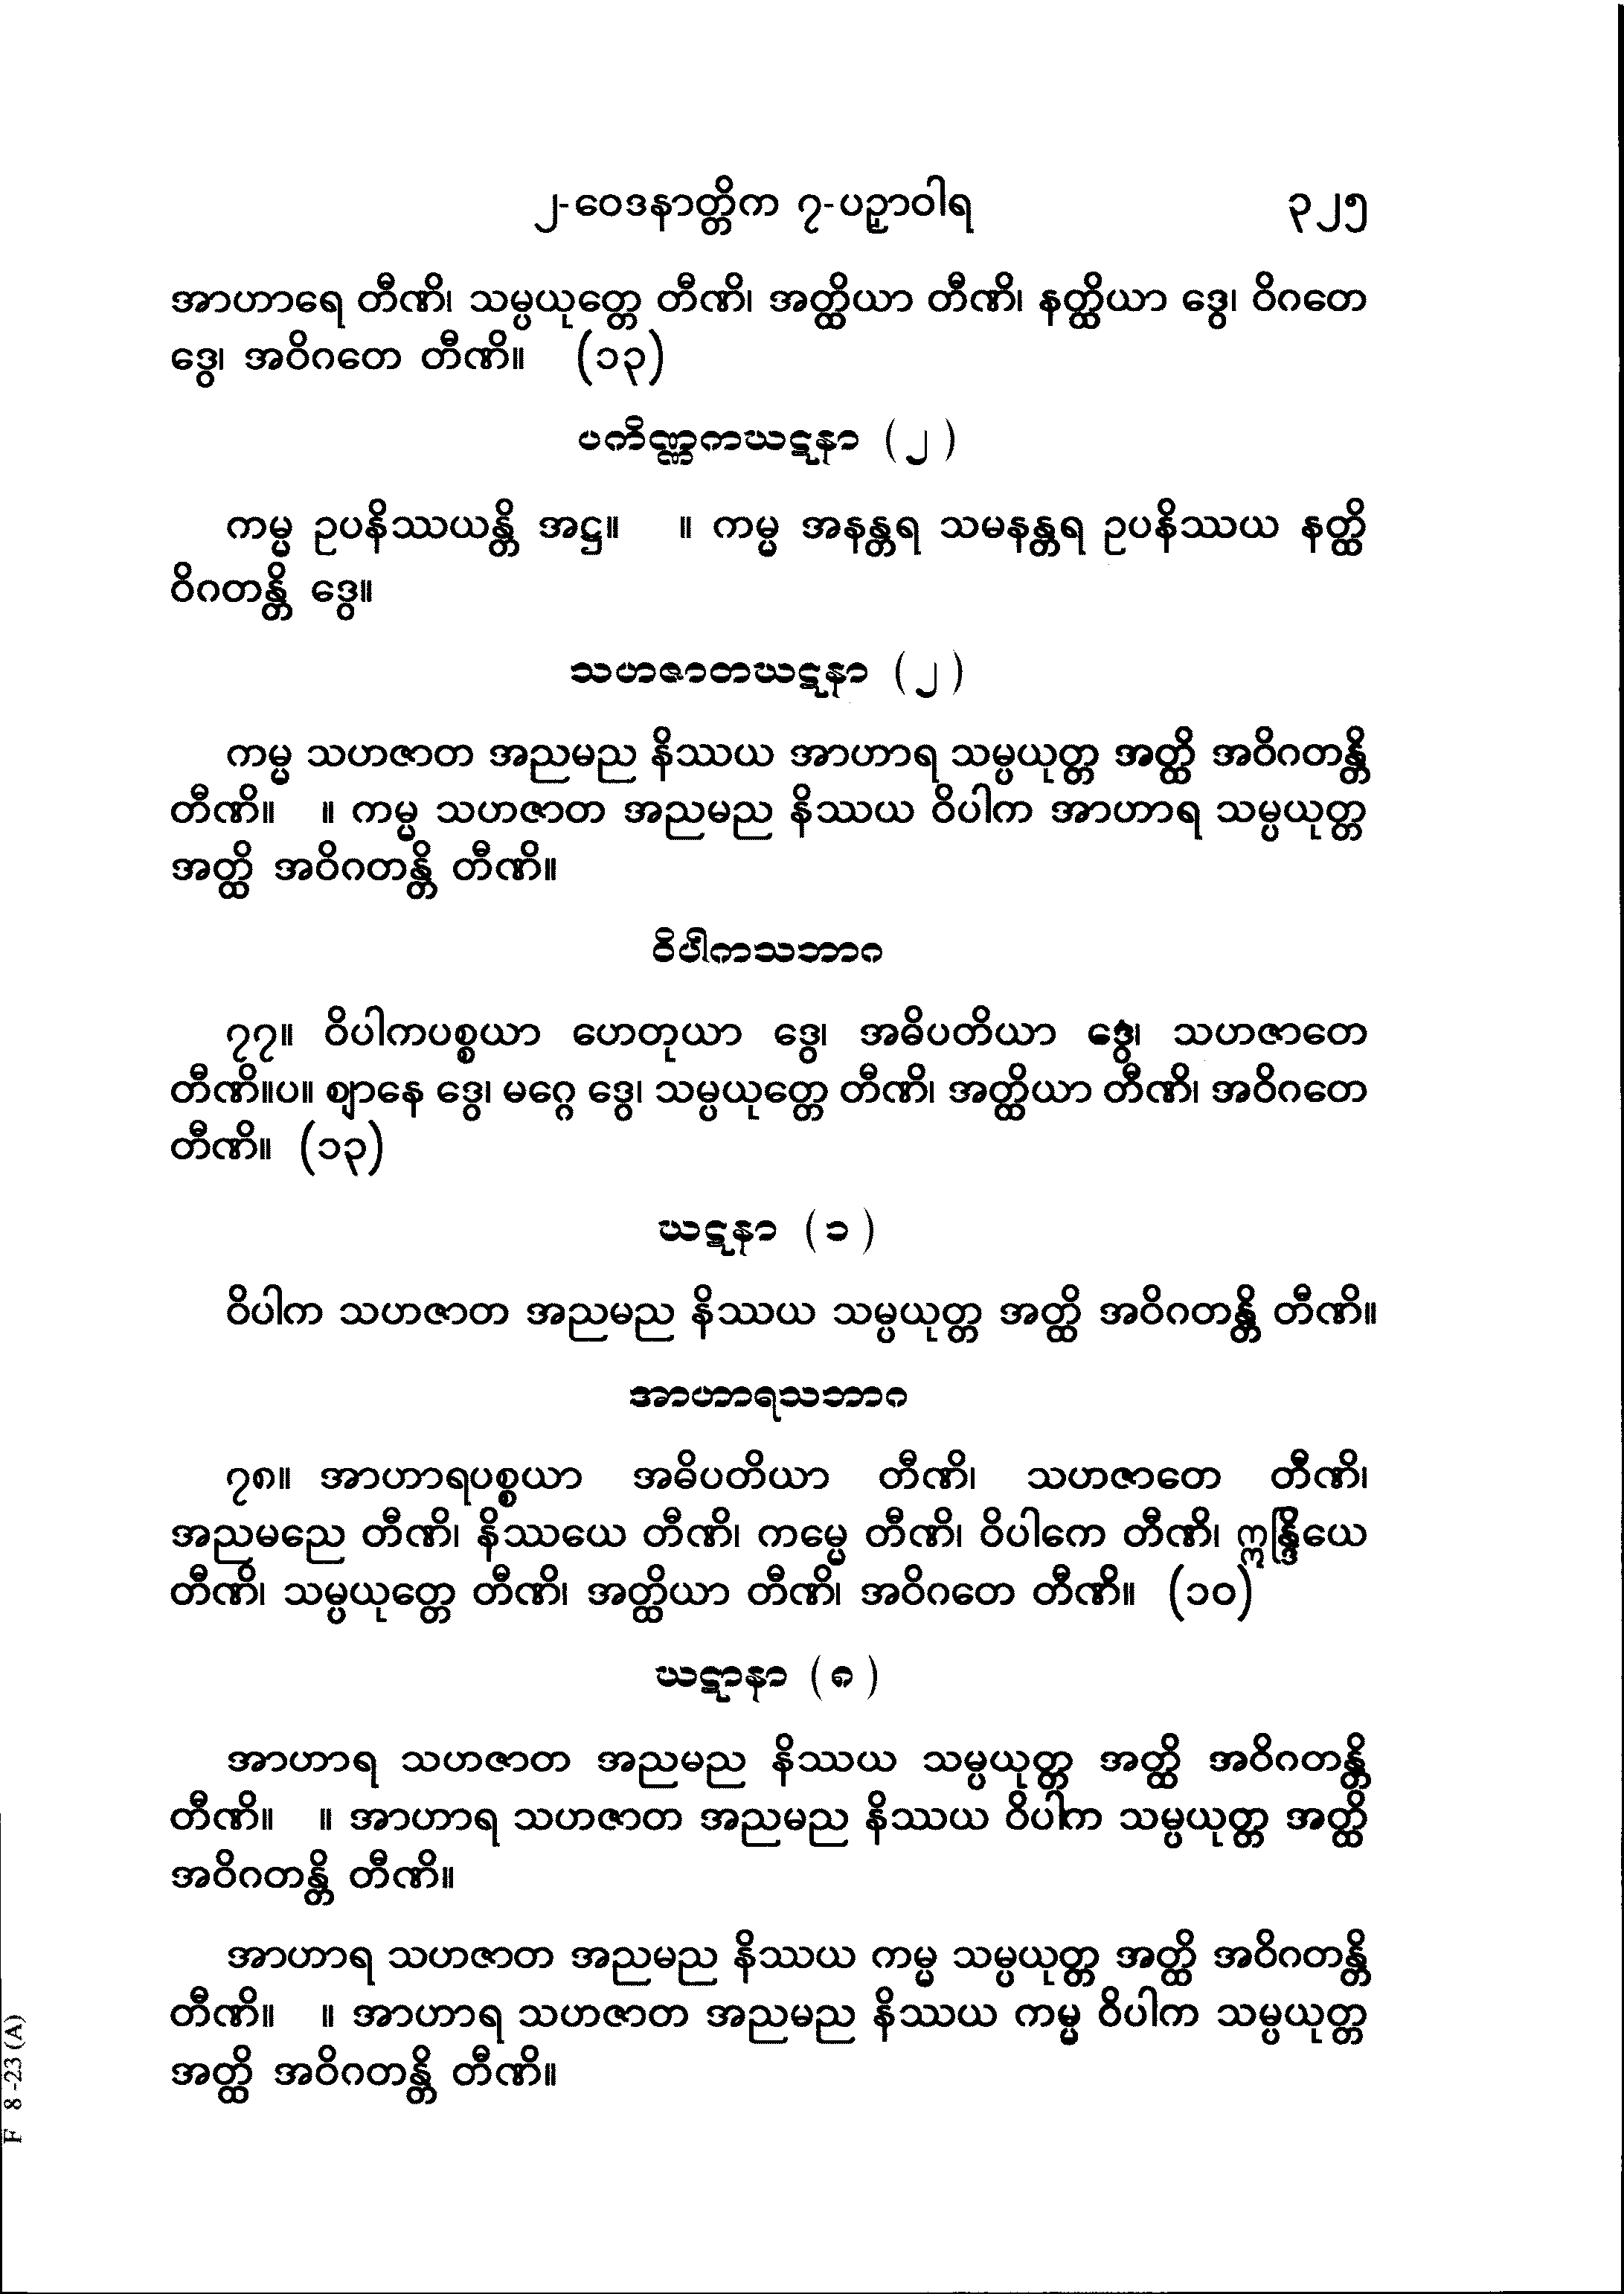 ၂-ဝေဒနာတ္တိက ၇-ပဉှာဝါရ ၃၂၅
အာဟာရေ တီဏိ၊ သမ္ပယုတ္တေ တီဏိ၊ အတ္ထိယာ တီဏိ၊ နတ္ထိယာ ဒွေ၊ ဝိဂတေ
ဒွေ၊ အဝိဂတေ တီဏိ။ (၁၃)
ပကိဏ္ဏကဃဋနာ (၂)
ကမ္မ ဥပနိဿယန္တိ အဋ္ဌ။ ။ ကမ္မ အနန္တရ သမနန္တရ ဥပနိဿယ နတ္ထိ
ဝိဂတန္တိ ဒွေ။
သဟဇာတဃဋနာ (၂)
ကမ္မ သဟဇာတ အညမည နိဿယ အာဟာရ သမ္ပယုတ္တ အတ္ထိ အဝိဂတန္တိ
တီဏိ။ ။ ကမ္မ သဟဇာတ အညမည နိဿယ ဝိပါက အာဟာရ သမ္ပယုတ္တ
အတ္ထိ အဝိဂတန္တိ တီဏိ။
ဝိပါကသဘာဂ
၇၇။ ဝိပါကပစ္စယာ ဟေတုယာ ဒွေ၊ အဓိပတိယာ ဒွေ၊ သဟဇာတေ
တီဏိ။ပ။ ဈာနေ ဒွေ၊ မဂ္ဂေ ဒွေ၊ သမ္ပယုတ္တေ တီဏိ၊ အတ္ထိယာ တီဏိ၊ အဝိဂတေ
တီဏိ။ (၁၃)
ဃဋနာ (၁)
ဝိပါက သဟဇာတ အညမည နိဿယ သမ္ပယုတ္တ အတ္ထိ အဝိဂတန္တိ တီဏိ။
အာဟာရသဘာဂ
၇၈။ အာဟာရပစ္စယာ အဓိပတိယာ တီဏိ၊ သဟဇာတေ တီဏိ၊
အညမညေ တီဏိ၊ နိဿယေ တီဏိ၊ ကမ္မေ တီဏိ၊ ဝိပါကေ တီဏိ၊ ဣန္ဒြိယေ
တီဏိ၊ သမ္ပယုတ္တေ တီဏိ၊ အတ္ထိယာ တီဏိ၊ အဝိဂတေ တီဏိ။ (၁၀)
ဃဋာနာ (၈)
အာဟာရ သဟဇာတ အညမည နိဿယ သမ္ပယုတ္တ အတ္ထိ အဝိဂတန္တိ
တီဏိ။ ။ အာဟာရ သဟဇာတ အညမည နိဿယ ဝိပါက သမ္ပယုတ္တ အတ္ထိ
အဝိဂတန္တိ တီဏိ။
အာဟာရ သဟဇာတ အညမည နိဿယ ကမ္မ သမ္ပယုတ္တ အတ္ထိ အဝိဂတန္တိ
တီဏိ။ ။ အာဟာရ သဟဇာတ အညမည နိဿယ ကမ္မ ဝိပါက သမ္ပယုတ္တ
အတ္ထိ အဝိဂတန္တိ တီဏိ။
F 8-23 (A)